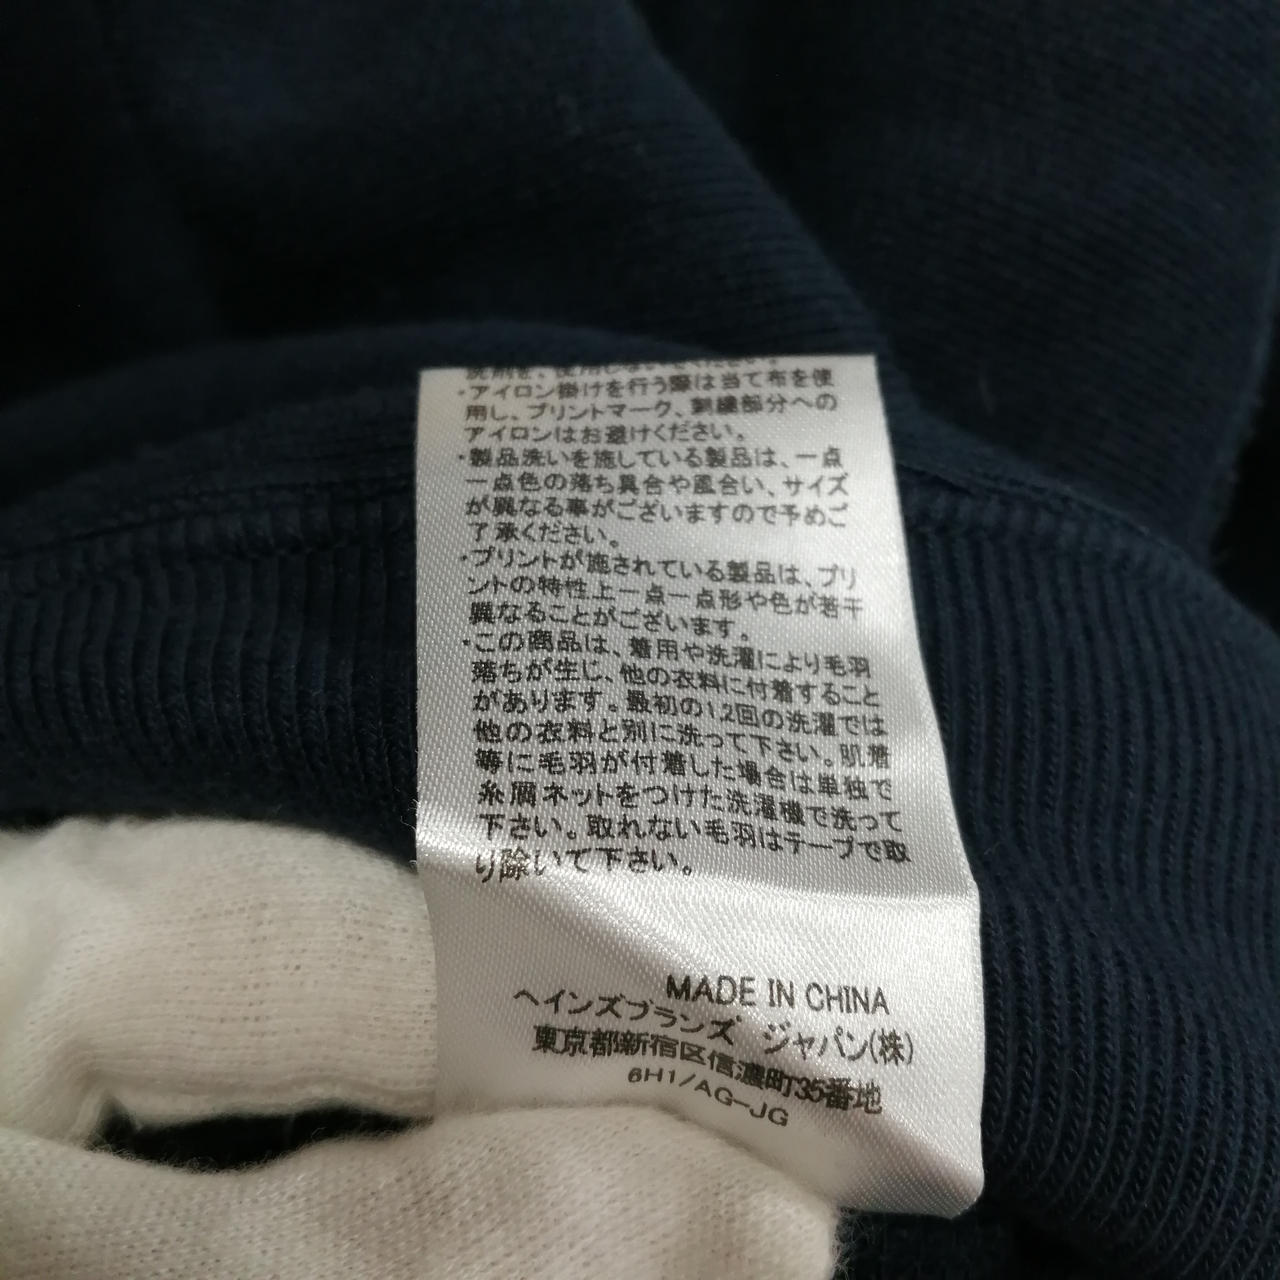 洗剤を、使用しないでください。
・アイロン掛けを行う際は当て布を使
用し、プリントマーク、刺繍部分への
アイロンはお避けください。
・製品洗いを施している製品は、一点
一点色の落ち具合や風合い、サイズ
が異なる事がございますので予めご
了承ください。
・プリントが施されている製品は、プリ
ントの特性上一点一点形や色が若干
異なることがございます。
・この商品は、着用や洗濯により毛羽
落ちが生じ、他の衣料に付着すること
があります。最初の1,2回の洗濯では
他の衣料と別に洗って下さい。肌着
等に毛羽が付着した場合は単独で
糸屑ネットをつけた洗濯機で洗って
下さい。取れない毛羽はテープで取
り除いて下さい。
MADE IN CHINA
ヘインズブランズ ジャパン(株)
東京都新宿区信濃町35番地
6H1/AG-JG